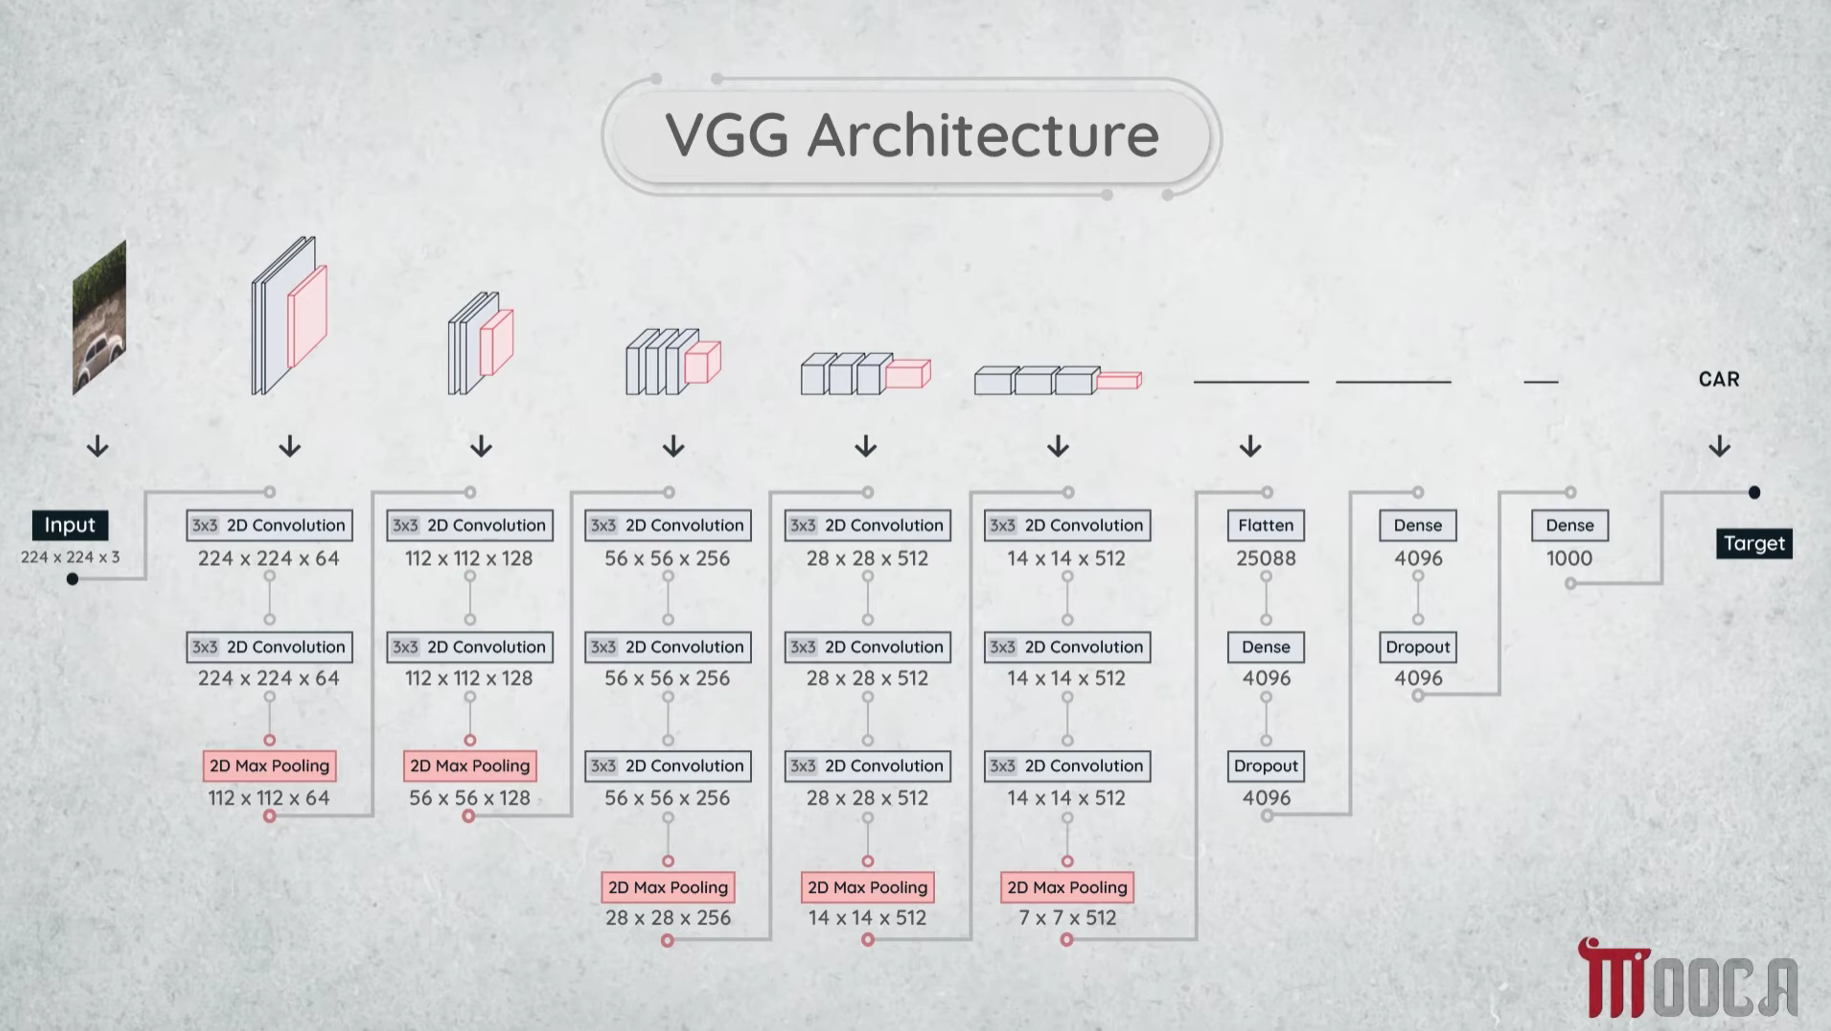 VGG Architecture
CAR
Input
224 x 224 x 3
3x3 2D Convolution
224 x 224 x 64
3x3 2D Convolution
224 x 224 x 64
2D Max Pooling
112 x 112 x 64
3x3 2D Convolution
112 x 112 x 128
3x3 2D Convolution
112 x 112 x 128
2D Max Pooling
56 x 56 x 128
3x3 2D Convolution
56 x 56 x 256
3x3 2D Convolution
56 x 56 x 256
3x3 2D Convolution
56 x 56 x 256
2D Max Pooling
28 x 28 x 256
3x3 2D Convolution
28 x 28 x 512
3x3 2D Convolution
28 x 28 x 512
3x3 2D Convolution
28 x 28 x 512
2D Max Pooling
14 x 14 x 512
3x3 2D Convolution
14 x 14 x 512
3x3 2D Convolution
14 x 14 x 512
3x3 2D Convolution
14 x 14 x 512
2D Max Pooling
7 x 7 x 512
Flatten
25088
Dense
4096
Dropout
4096
Dense
4096
Dropout
4096
Dense
1000
Target
MOOCA